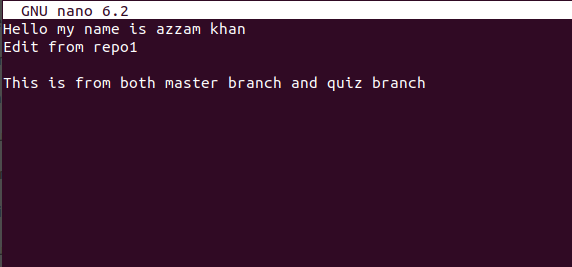 GNU nano 6.2
Hello my name is azzam khan
Edit from repo1
This is from both master branch and quiz branch